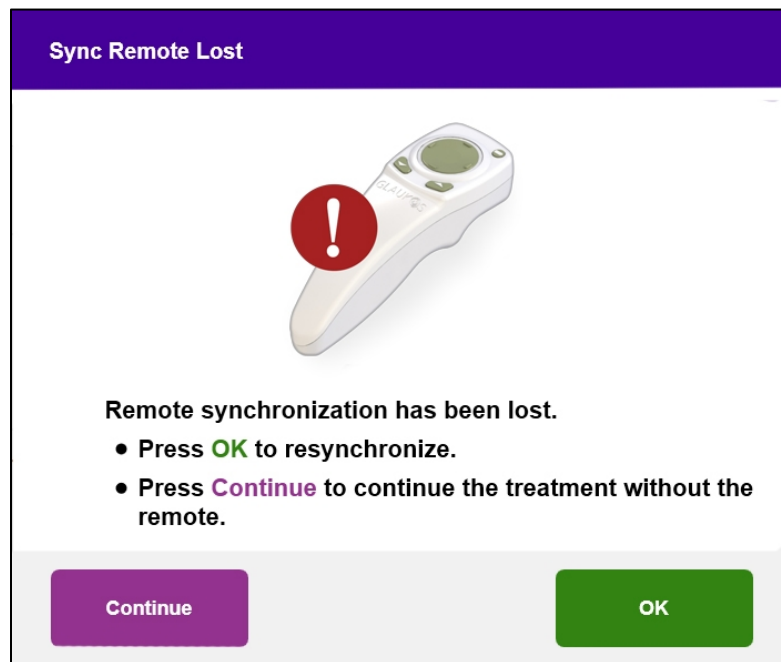 Sync Remote Lost
GLAUKOS
Remote synchronization has been lost.
• Press OK to resynchronize.
• Press Continue to continue the treatment without the
remote.
Continue
OK